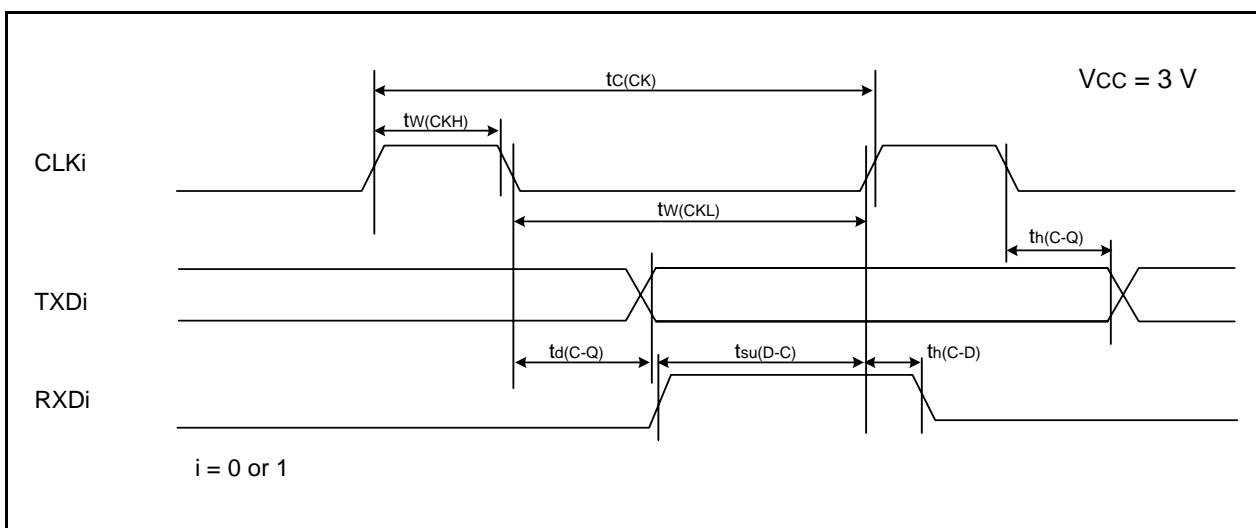 tC(CK)
VCC = 3 V
tW(CKH)
CLKi
tW(CKL)
th(C-Q)
TXDi
td(C-Q)
tsu(D-C)
th(C-D)
RXDi
i = 0 or 1